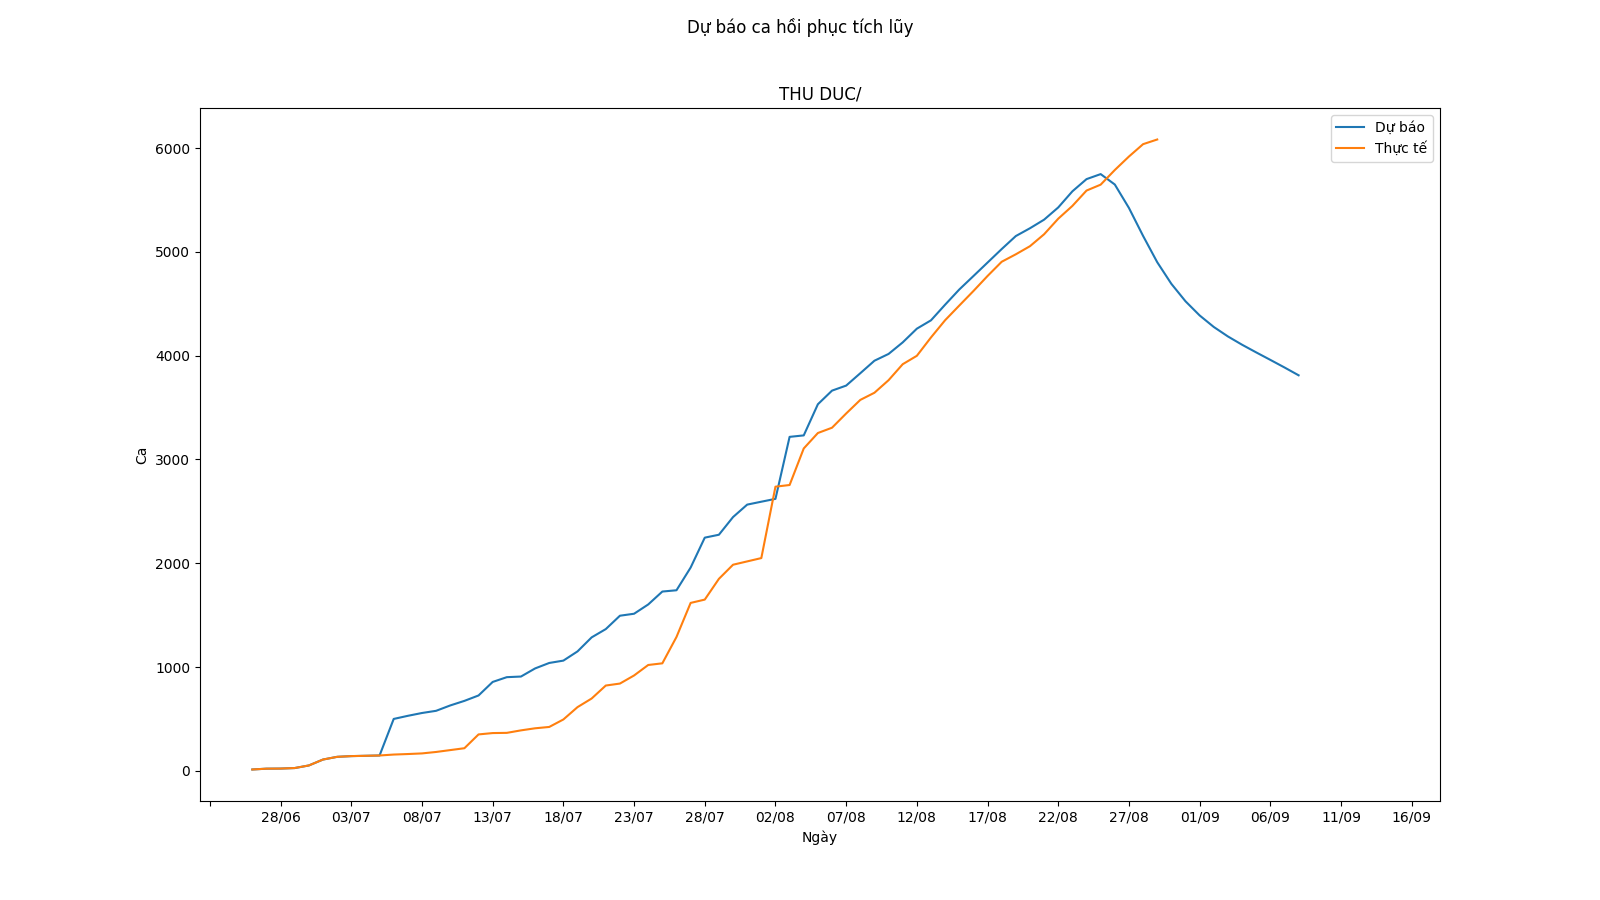 Dự báo ca hồi phục tích lũy
THU DUC/
Dự báo
Thực tế
6000
5000
4000
3000
2000
1000
0
Ca
28/06 03/07 08/07 13/07 18/07 23/07 28/07 02/08 07/08 12/08 17/08 22/08 27/08 01/09 06/09 11/09 16/09
Ngày